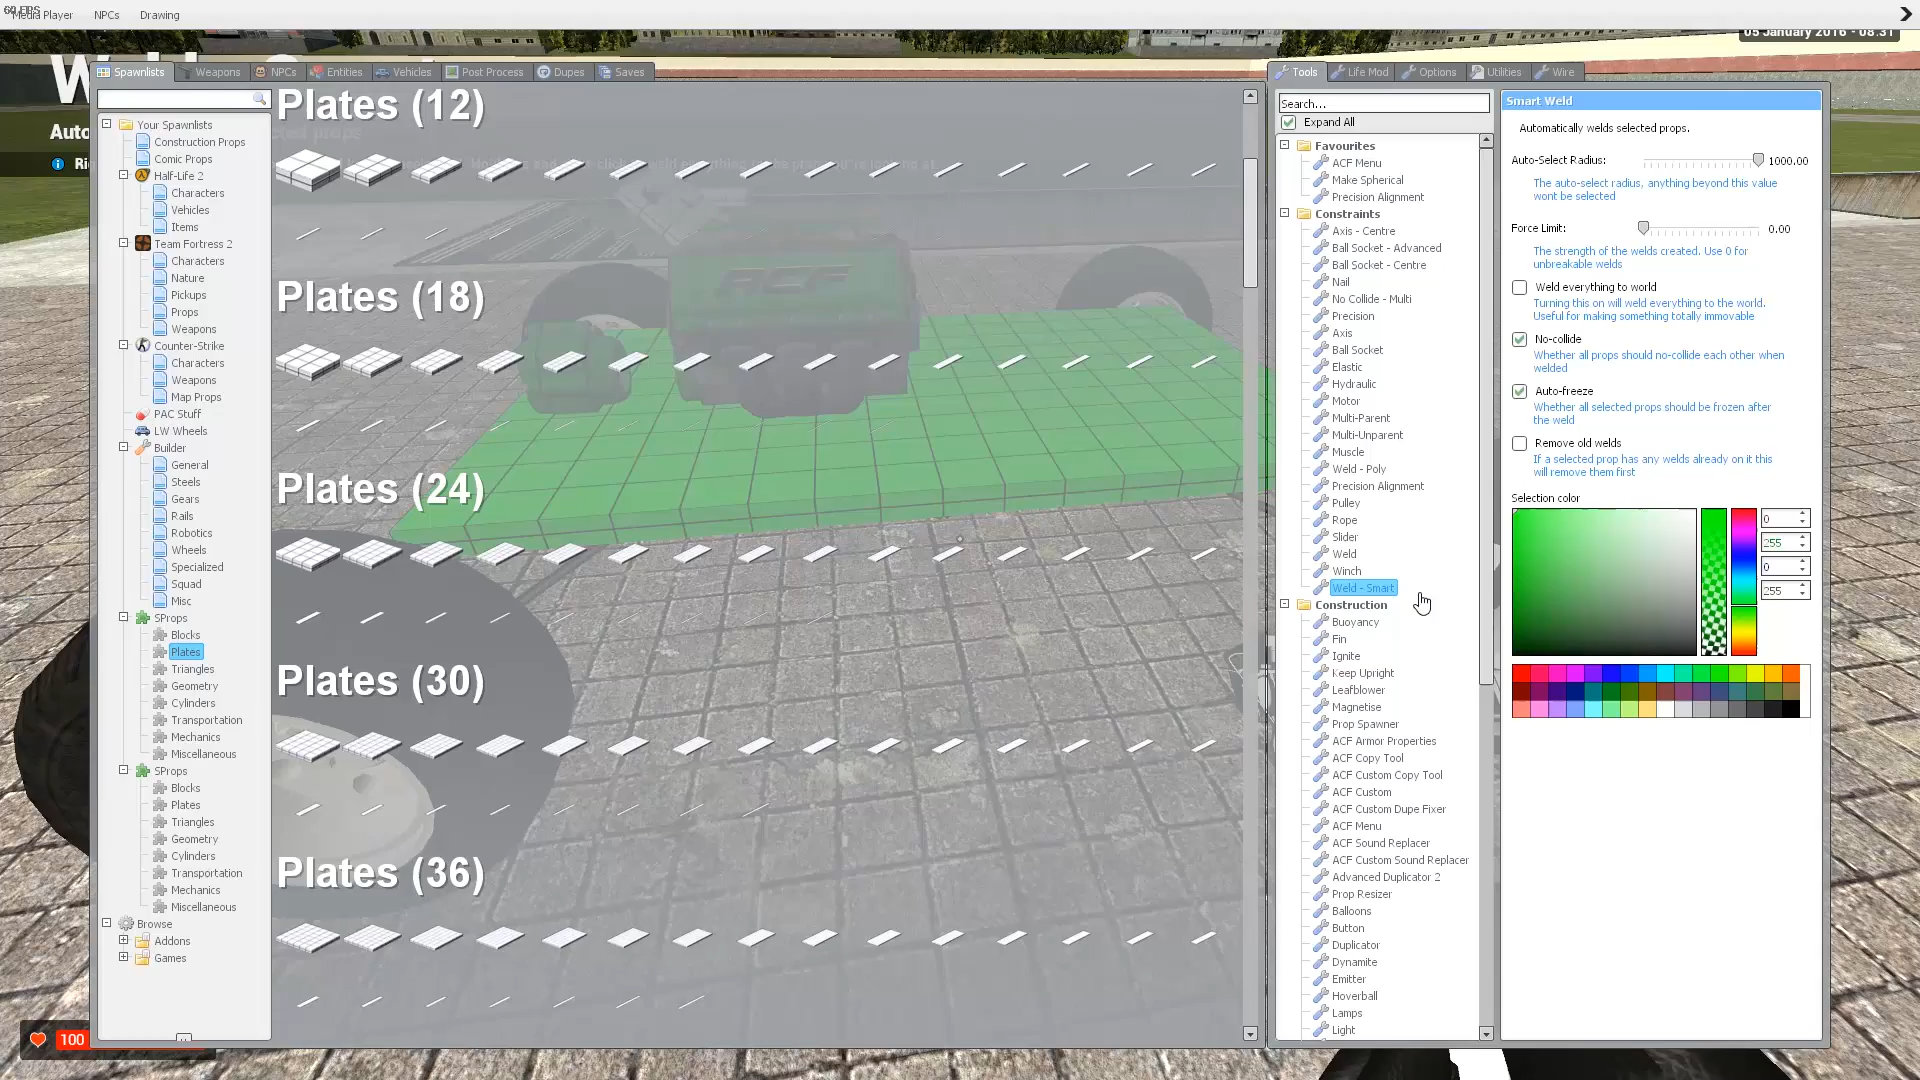 60 FPS
Media Player NPCs Drawing
05 January 2016 - 08:31
Spawnlists Weapons NPCs Entities Vehicles Post Process Dupes Saves
Your Spawnlists
Construction Props
Comic Props
Half-Life 2
Characters
Vehicles
Items
Team Fortress 2
Characters
Nature
Pickups
Props
Weapons
Counter-Strike
Characters
Weapons
Map Props
PAC Stuff
LW Wheels
Builder
General
Steels
Gears
Rails
Robotics
Wheels
Specialized
Squad
Misc
SProps
Blocks
Plates
Triangles
Geometry
Cylinders
Transportation
Mechanics
Miscellaneous
SProps
Blocks
Plates
Triangles
Geometry
Cylinders
Transportation
Mechanics
Miscellaneous
Browse
Addons
Games
100
Plates (12)
Plates (18)
ACF
Plates (24)
Plates (30)
Plates (36)
Tools Life Mod Options Utilities Wire
Search...
Expand All
Favourites
ACF Menu
Make Spherical
Precision Alignment
Constraints
Axis - Centre
Ball Socket - Advanced
Ball Socket - Centre
Nail
No Collide - Multi
Precision
Axis
Ball Socket
Elastic
Hydraulic
Motor
Multi-Parent
Multi-Unparent
Muscle
Weld - Poly
Precision Alignment
Pulley
Rope
Slider
Weld
Winch
Weld - Smart
Construction
Buoyancy
Fin
Ignite
Keep Upright
Leafblower
Magnetise
Prop Spawner
ACF Armor Properties
ACF Copy Tool
ACF Custom Copy Tool
ACF Custom
ACF Custom Dupe Fixer
ACF Menu
ACF Sound Replacer
ACF Custom Sound Replacer
Advanced Duplicator 2
Prop Resizer
Balloons
Button
Duplicator
Dynamite
Emitter
Hoverball
Lamps
Light
Smart Weld
Automatically welds selected props.
Auto-Select Radius: 1000.00
The auto-select radius, anything beyond this value
wont be selected
Force Limit: 0.00
The strength of the welds created. Use 0 for
unbreakable welds
Weld everything to world
Turning this on will weld everything to the world.
Useful for making something totally immovable
No-collide
Whether all props should no-collide each other when
welded
Auto-freeze
Whether all selected props should be frozen after
the weld
Remove old welds
If a selected prop has any welds already on it this
will remove them first
Selection color
0
255
0
255